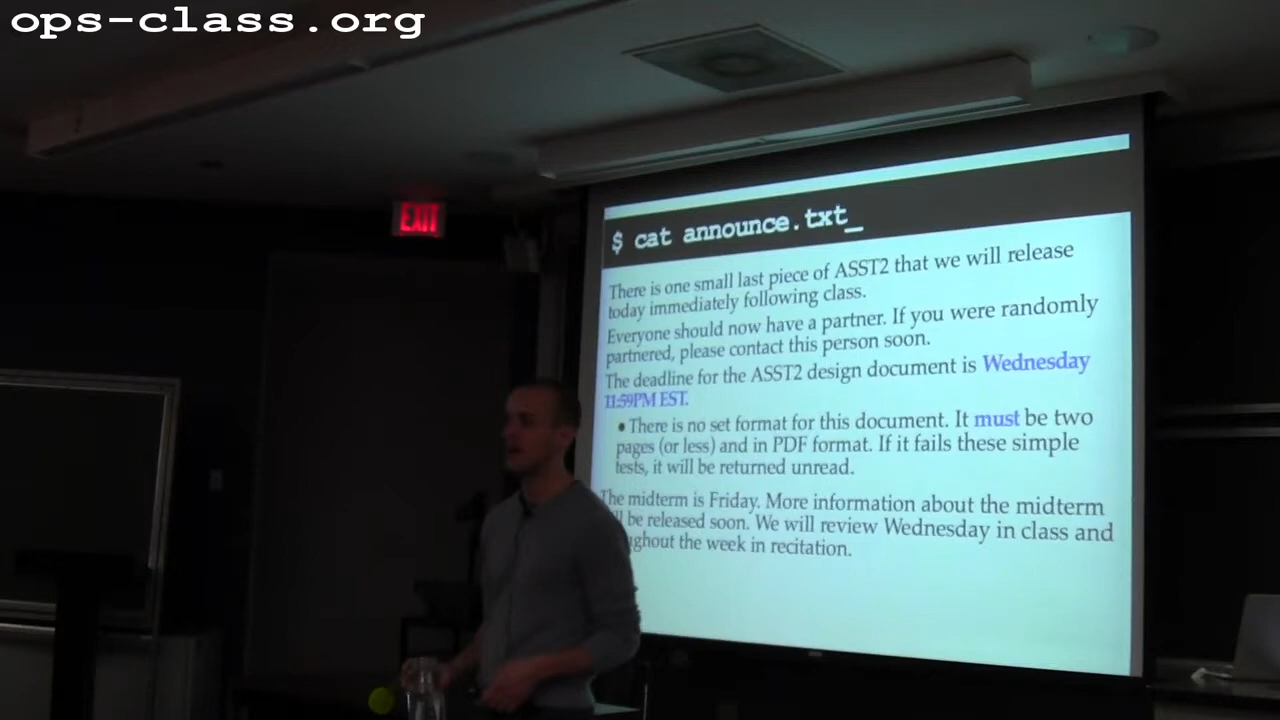 ops-class.org
EXIT
$ cat announce.txt_
There is one small last piece of ASST2 that we will release
today immediately following class.
Everyone should now have a partner. If you were randomly
partnered, please contact this person soon.
The deadline for the ASST2 design document is Wednesday
11:59PM EST.
• There is no set format for this document. It must be two
pages (or less) and in PDF format. If it fails these simple
tests, it will be returned unread.
The midterm is Friday. More information about the midterm
be released soon. We will review Wednesday in class and
the week in recitation.